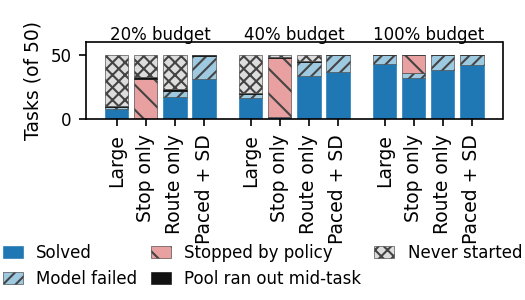 20% budget 40% budget 100% budget
Tasks (of 50)
50
0
Large
Stop only
Route only
Paced + SD
Large
Stop only
Route only
Paced + SD
Large
Stop only
Route only
Paced + SD
Solved Stopped by policy Never started
Model failed Pool ran out mid-task